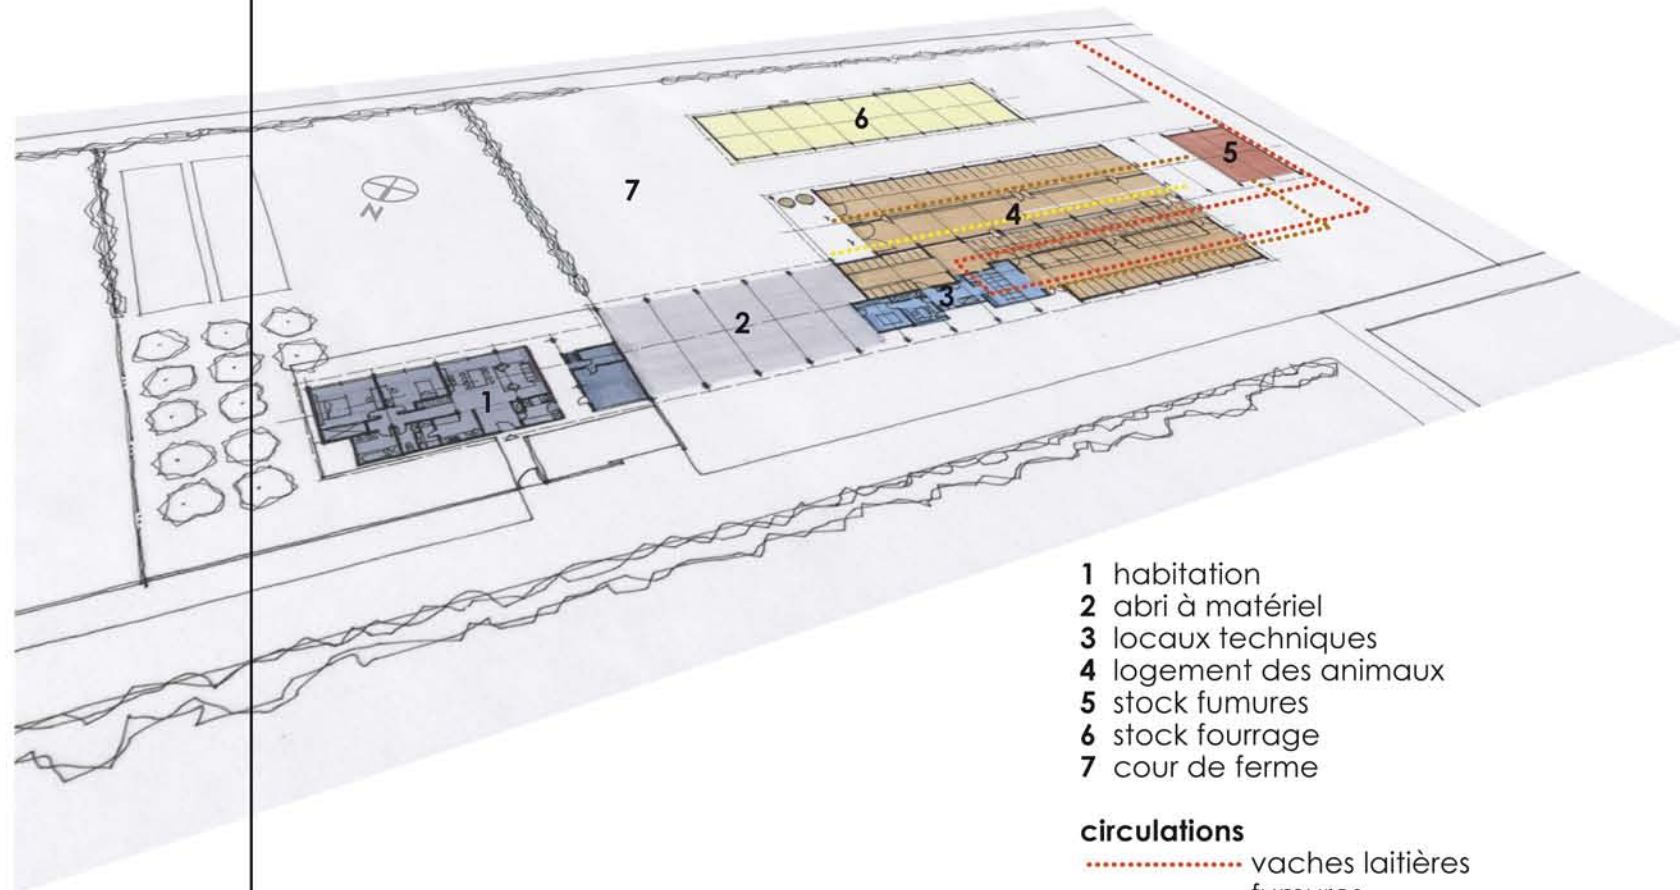 6
5
7
4
N
3
2
1
1 habitation
2 abri à matériel
3 locaux techniques
4 logement des animaux
5 stock fumures
6 stock fourrage
7 cour de ferme
circulations
vaches laitières
fumures